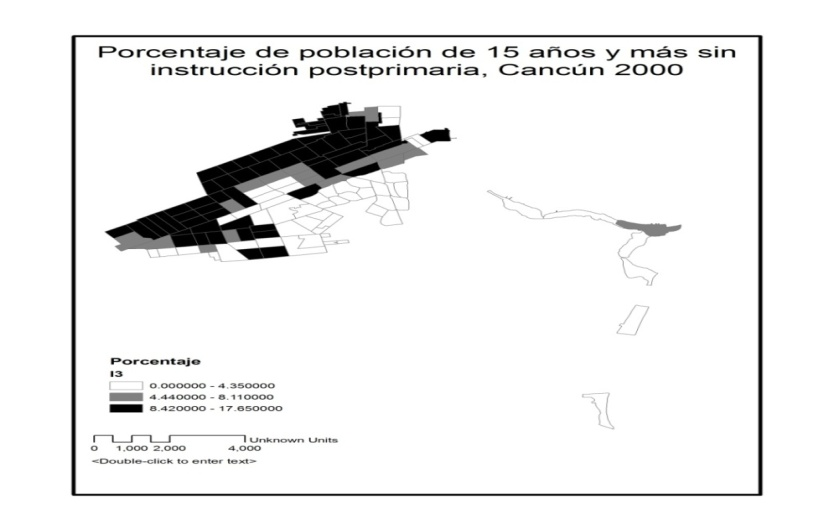 Porcentaje de población de 15 años y más sin
instrucción postprimaria, Cancún 2000
Porcentaje
I3
0.000000 - 4.350000
4.440000 - 8.110000
8.420000 - 17.650000
Unknown Units
0 1,000 2,000 4,000
<Double-click to enter text>